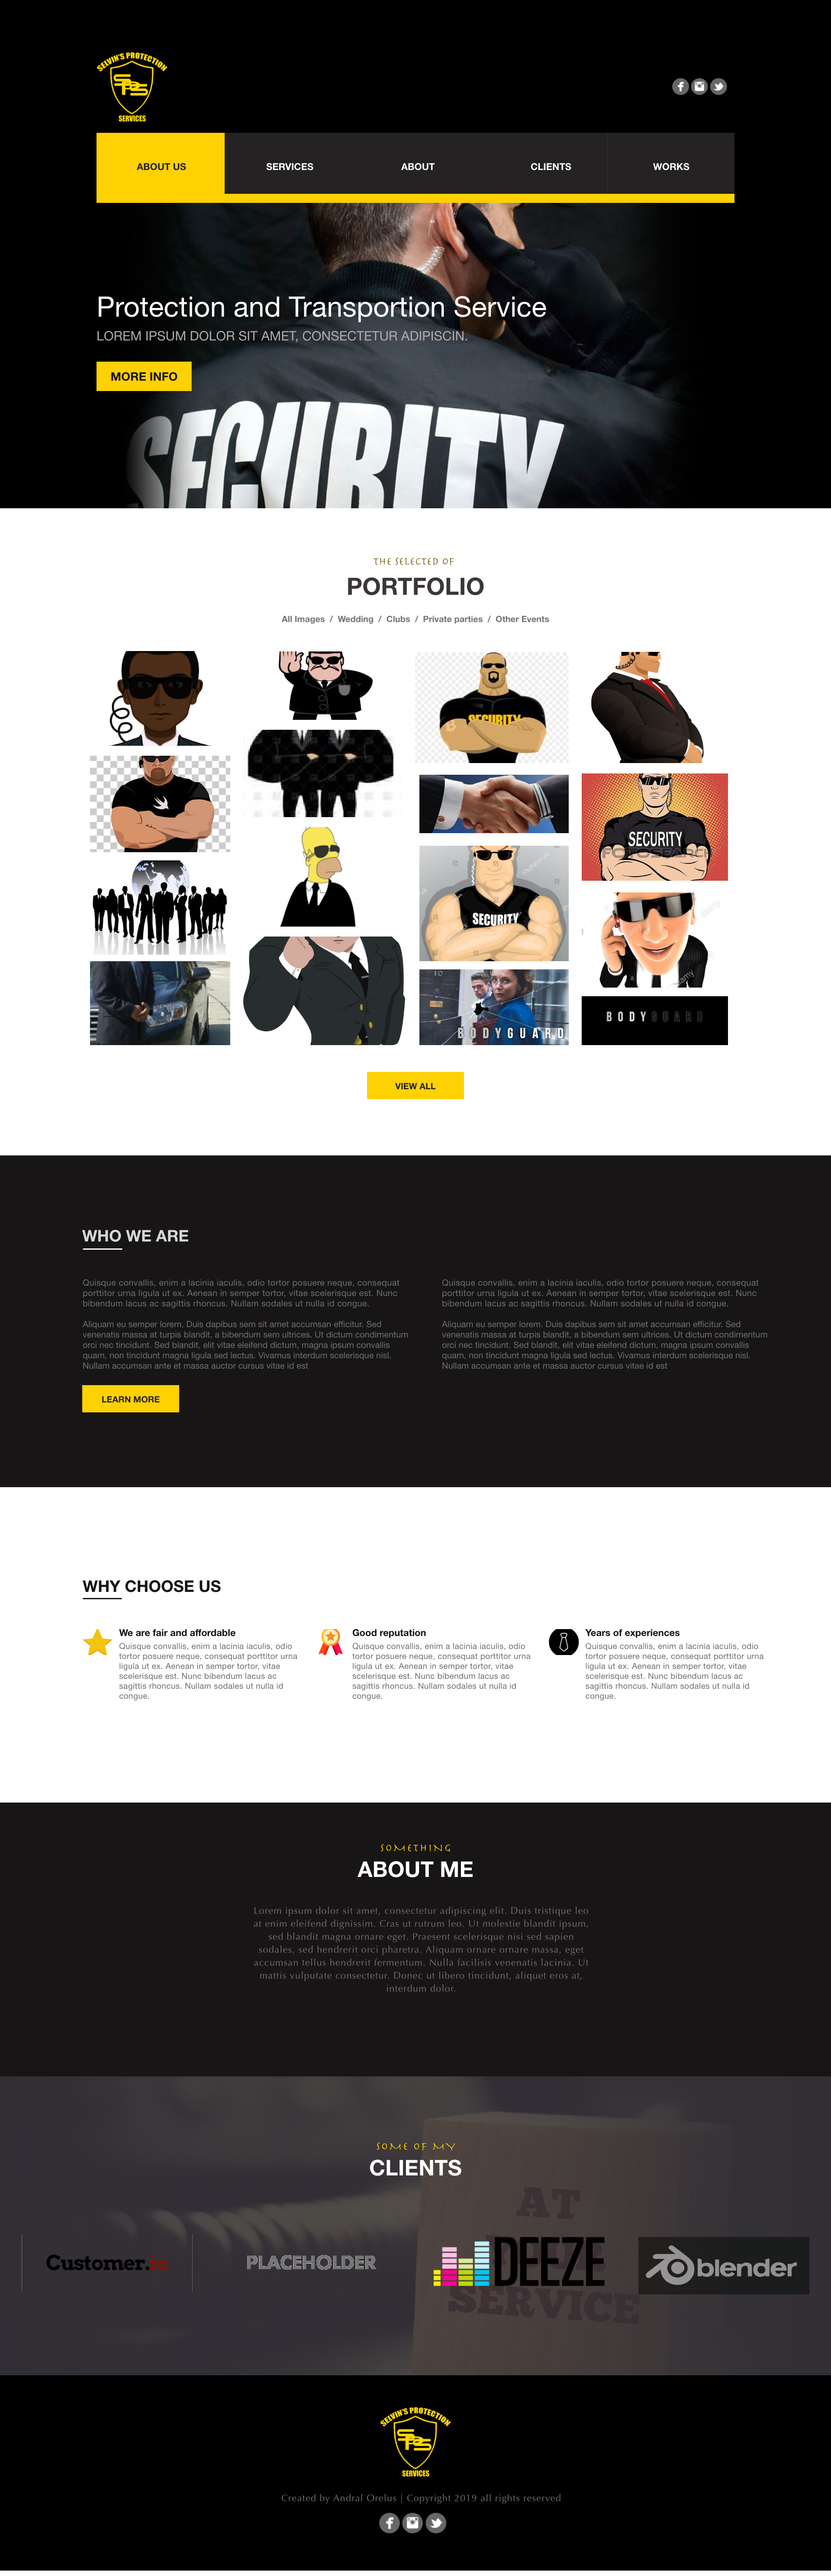 SELVIN'S PROTECTION
SPS
SERVICES
ABOUT US
SERVICES
ABOUT
CLIENTS
WORKS
Protection and Transportion Service
LOREM IPSUM DOLOR SIT AMET, CONSECTETUR ADIPISCIN.
MORE INFO
SECURITY
THE SELECTED OF
PORTFOLIO
All Images / Wedding / Clubs / Private parties / Other Events
SECURITY
SECURITY
FOTOSEARCH
SECURITY
BODYGUARD
BODYGUARD
VIEW ALL
WHO WE ARE
Quisque convallis, enim a lacinia iaculis, odio tortor posuere neque, consequat
porttitor urna ligula ut ex. Aenean in semper tortor, vitae scelerisque est. Nunc
bibendum lacus ac sagittis rhoncus. Nullam sodales ut nulla id congue.
Aliquam eu semper lorem. Duis dapibus sem sit amet accumsan efficitur. Sed
venenatis massa at turpis blandit, a bibendum sem ultrices. Ut dictum condimentum
orci nec tincidunt. Sed blandit, elit vitae eleifend dictum, magna ipsum convallis
quam, non tincidunt magna ligula sed lectus. Vivamus interdum scelerisque nisl.
Nullam accumsan ante et massa auctor cursus vitae id est
LEARN MORE
Quisque convallis, enim a lacinia iaculis, odio tortor posuere neque, consequat
porttitor urna ligula ut ex. Aenean in semper tortor, vitae scelerisque est. Nunc
bibendum lacus ac sagittis rhoncus. Nullam sodales ut nulla id congue.
Aliquam eu semper lorem. Duis dapibus sem sit amet accumsan efficitur. Sed
venenatis massa at turpis blandit, a bibendum sem ultrices. Ut dictum condimentum
orci nec tincidunt. Sed blandit, elit vitae eleifend dictum, magna ipsum convallis
quam, non tincidunt magna ligula sed lectus. Vivamus interdum scelerisque nisl.
Nullam accumsan ante et massa auctor cursus vitae id est
WHY CHOOSE US
We are fair and affordable
Quisque convallis, enim a lacinia iaculis, odio
tortor posuere neque, consequat porttitor urna
ligula ut ex. Aenean in semper tortor, vitae
scelerisque est. Nunc bibendum lacus ac
sagittis rhoncus. Nullam sodales ut nulla id
congue.
Good reputation
Quisque convallis, enim a lacinia iaculis, odio
tortor posuere neque, consequat porttitor urna
ligula ut ex. Aenean in semper tortor, vitae
scelerisque est. Nunc bibendum lacus ac
sagittis rhoncus. Nullam sodales ut nulla id
congue.
Years of experiences
Quisque convallis, enim a lacinia iaculis, odio
tortor posuere neque, consequat porttitor urna
ligula ut ex. Aenean in semper tortor, vitae
scelerisque est. Nunc bibendum lacus ac
sagittis rhoncus. Nullam sodales ut nulla id
congue.
SOMETHING
ABOUT ME
Lorem ipsum dolor sit amet, consectetur adipiscing elit. Duis tristique leo
at enim eleifend dignissim. Cras ut rutrum leo. Ut molestie blandit ipsum,
sed blandit magna ornare eget. Praesent scelerisque nisi sed sapien
sodales, sed hendrerit orci pharetra. Aliquam ornare ornare massa, eget
accumsan tellus hendrerit fermentum. Nulla facilisis venenatis lacinia. Ut
mattis vulputate consectetur. Donec ut libero tincidunt, aliquet eros at,
interdum dolor.
SOME OF MY
CLIENTS
AT
SERVICE
Customer.io
PLACEHOLDER
DEEZE
blender
SELVIN'S PROTECTION
SPS
SERVICES
Created by Andral Orelus | Copyright 2019 all rights reserved